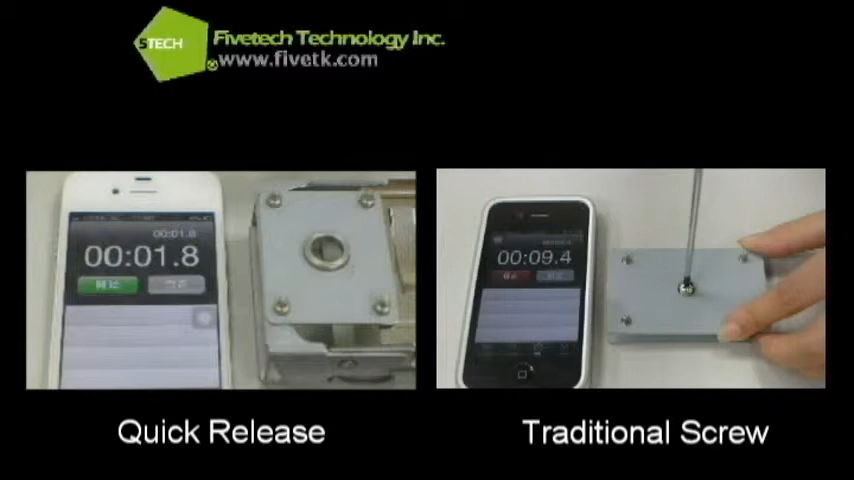 5TECH
Fivetech Technology Inc.
www.fivetk.com
00:01.8
00:01.8
00:09.4
Quick Release
Traditional Screw